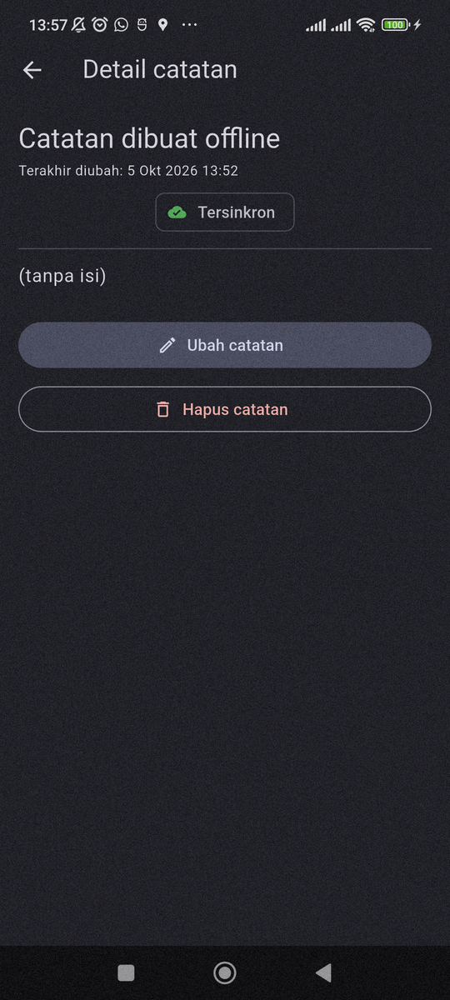 13:57
100
Detail catatan
Catatan dibuat offline
Terakhir diubah: 5 Okt 2026 13:52
Tersinkron
(tanpa isi)
Ubah catatan
Hapus catatan